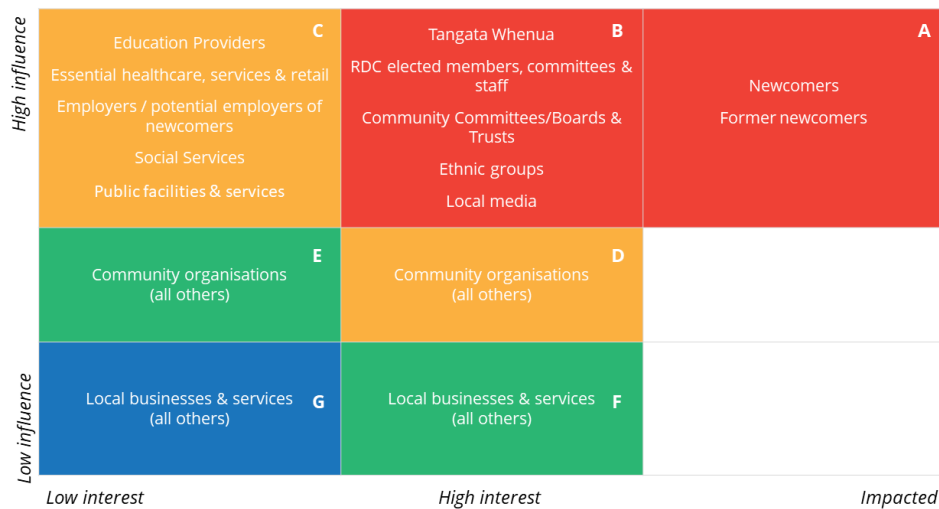 High influence
C
Education Providers
Essential healthcare, services & retail
Employers / potential employers of
newcomers
Social Services
Public facilities & services
B
Tangata Whenua
RDC elected members, committees &
staff
Community Committees/Boards &
Trusts
Ethnic groups
Local media
A
Newcomers
Former newcomers
E
Community organisations
(all others)
D
Community organisations
(all others)
Low influence
Local businesses & services
(all others)
G
Local businesses & services
(all others)
F
Low interest
High interest
Impacted